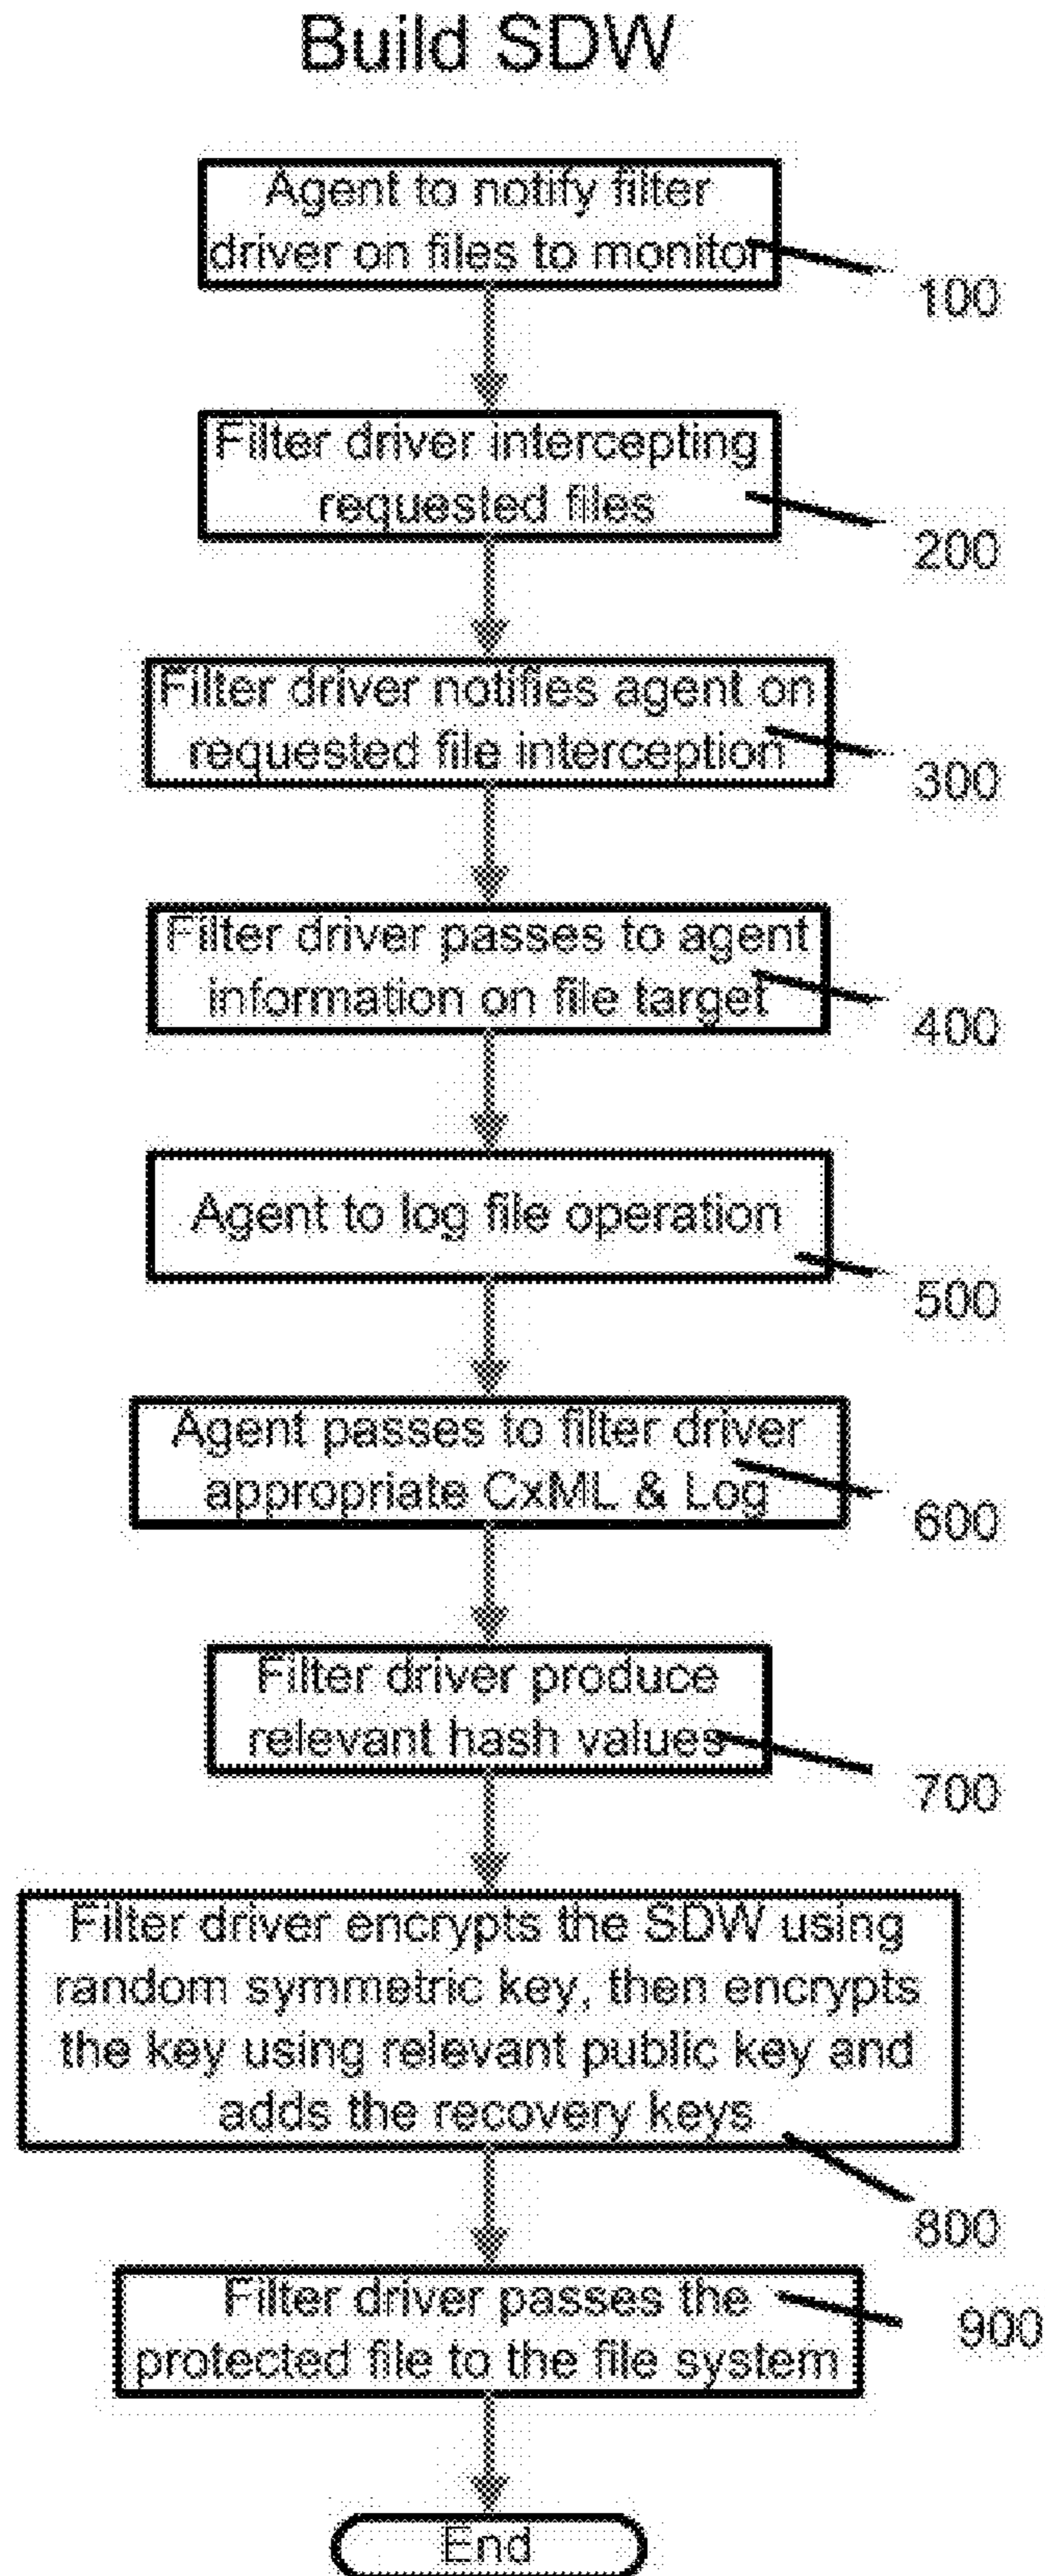 Build SDW
Agent to notify filter
driver on files to monitor
100
Filter driver intercepting
requested files
200
Filter driver notifies agent on
requested file interception
300
Filter driver passes to agent
information on file target
400
Agent to log file operation
500
Agent passes to filter driver
appropriate CxML & Log
600
Filter driver produce
relevant hash values
700
Filter driver encrypts the SDW using
random symmetric key, then encrypts
the key using relevant public key and
adds the recovery keys
800
Filter driver passes the
protected file to the file system
900
End